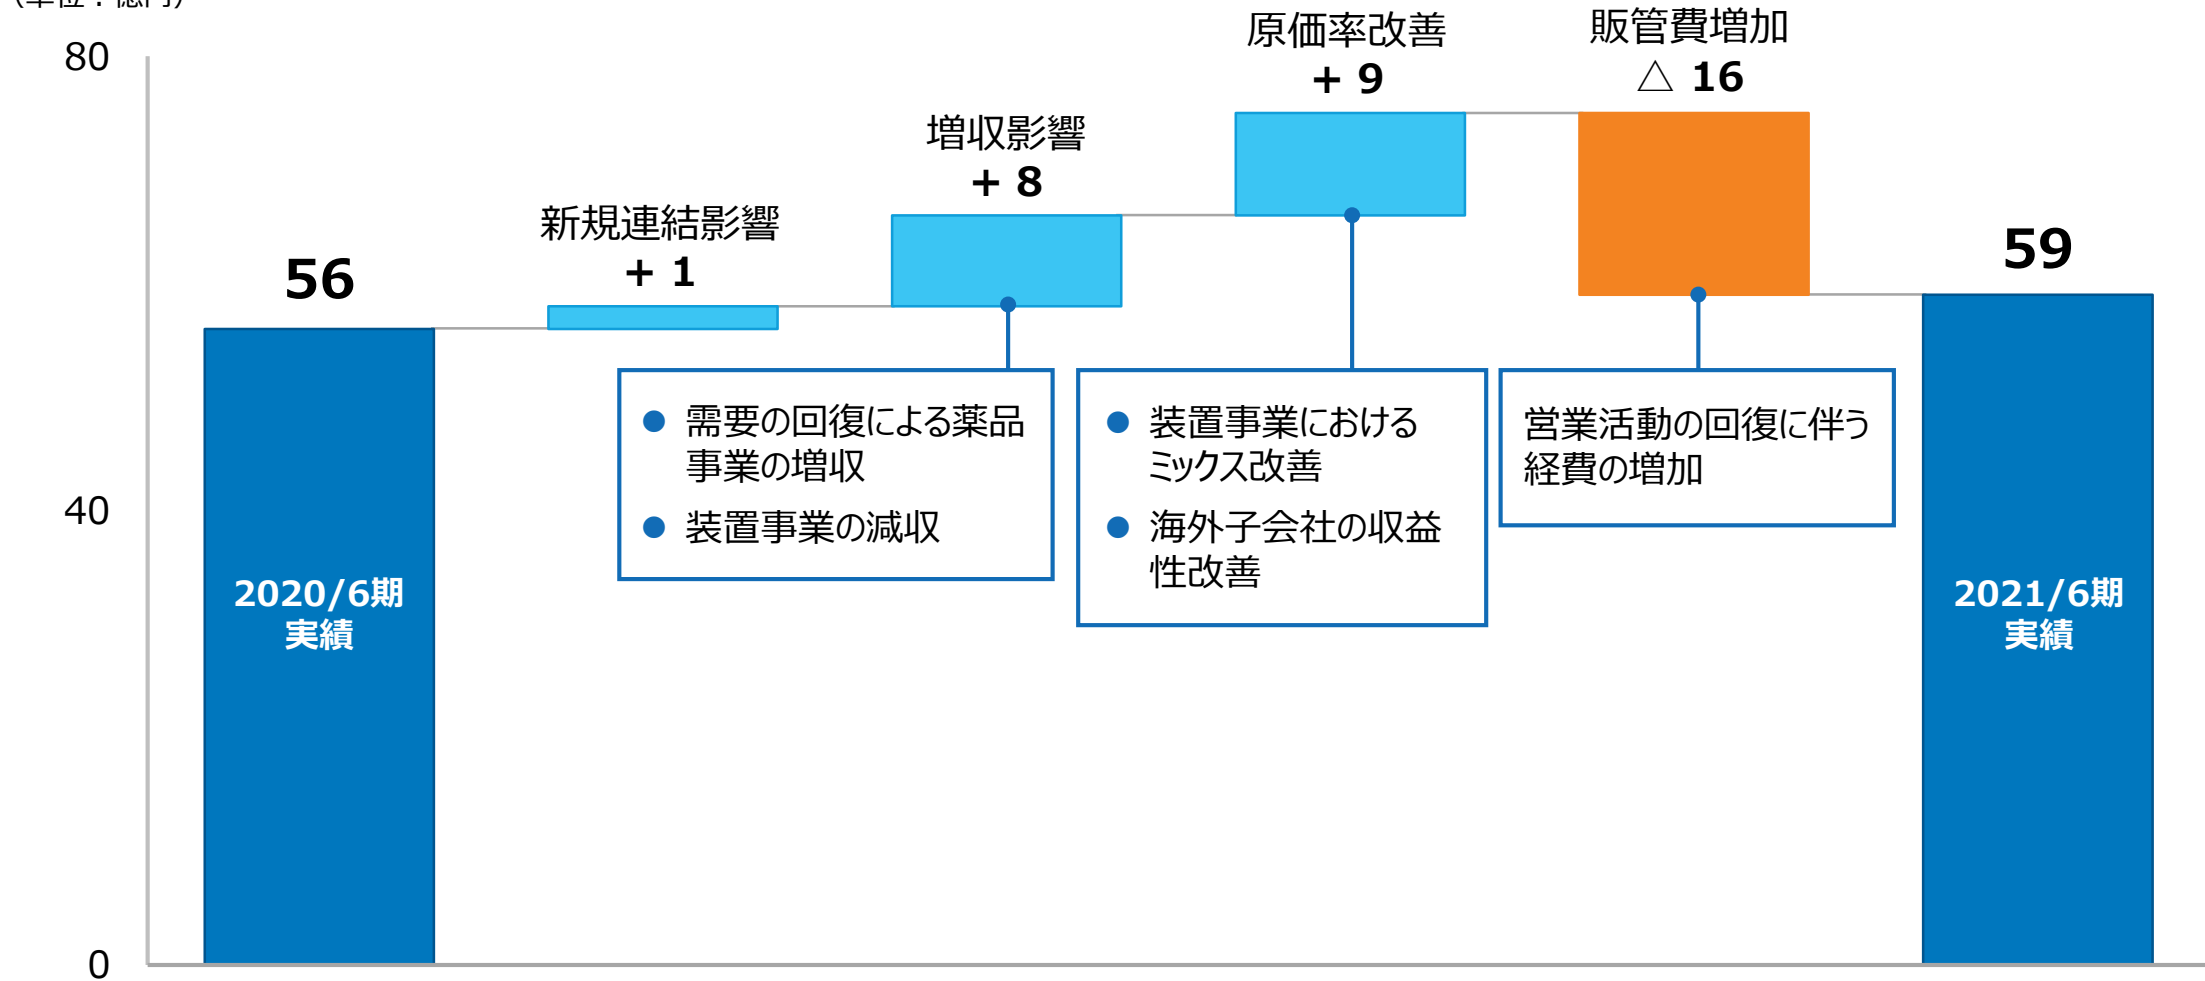 （単位：億円）
80
40
0
56
2020/6期
実績
新規連結影響
+ 1
増収影響
+ 8
● 需要の回復による薬品
事業の増収
● 装置事業の減収
原価率改善
+ 9
● 装置事業における
ミックス改善
● 海外子会社の収益
性改善
販管費増加
△ 16
営業活動の回復に伴う
経費の増加
59
2021/6期
実績